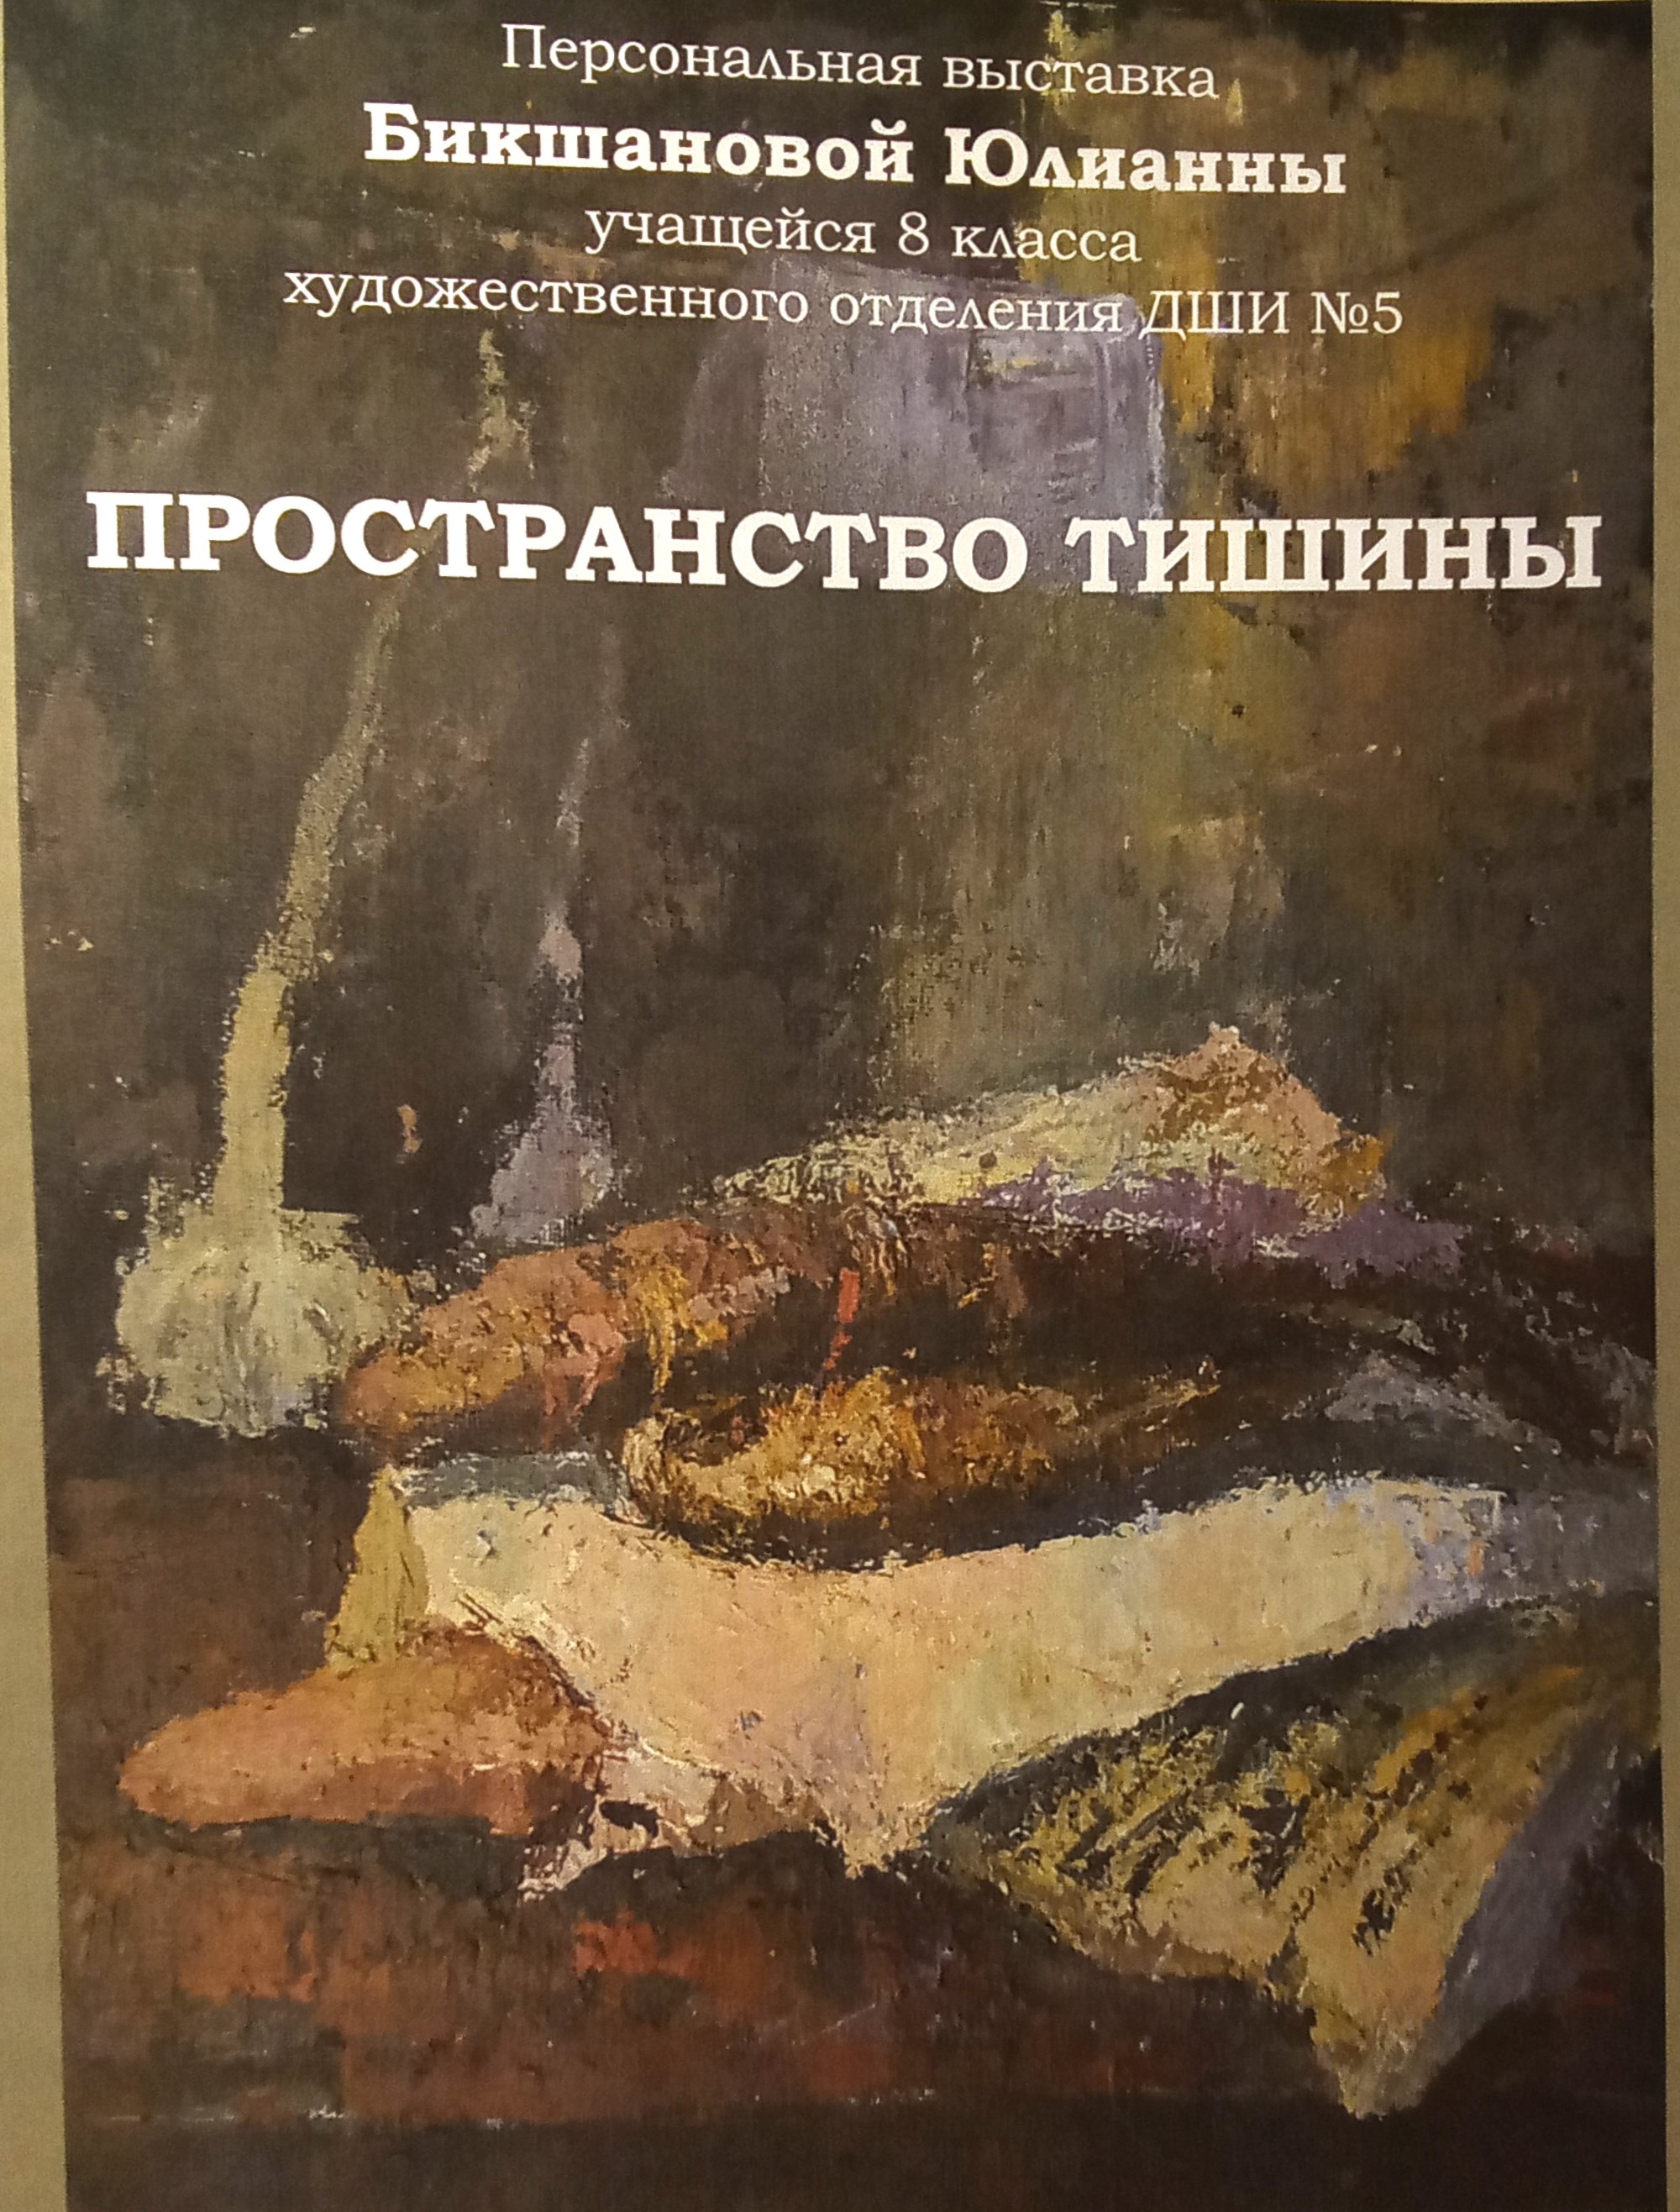 Персональная выставка
Бикшановой Юлианны
учащейся 8 класса
художественного отделения ДШИ №5
ПРОСТРАНСТВО ТИШИНЫ